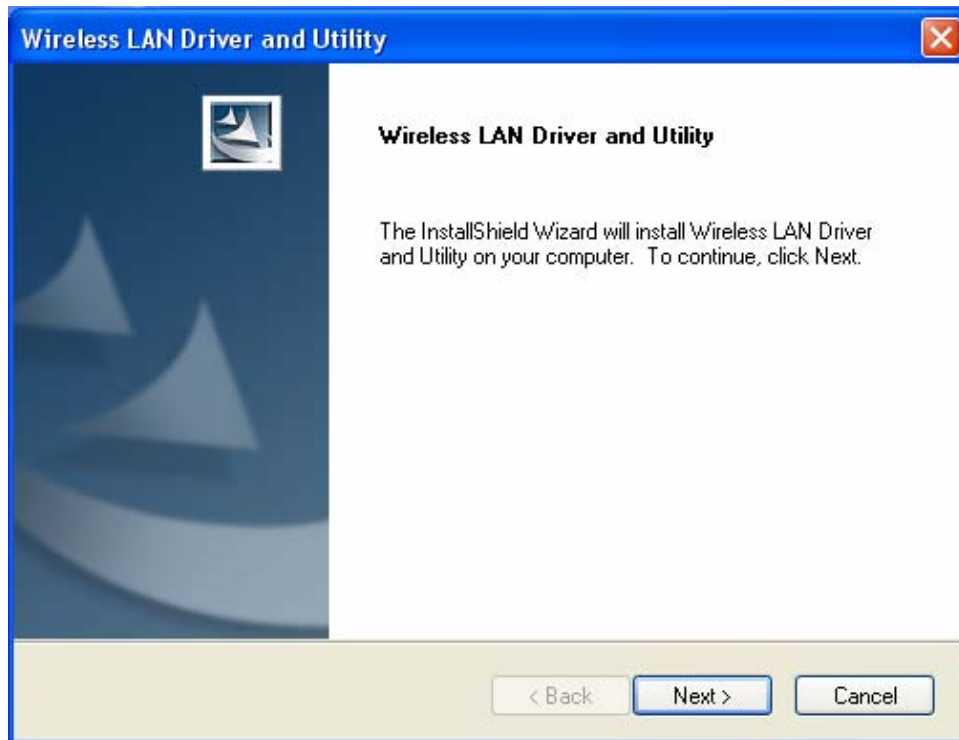 Wireless LAN Driver and Utility
Wireless LAN Driver and Utility
The InstallShield Wizard will install Wireless LAN Driver
and Utility on your computer.  To continue, click Next.
< Back
Next >
Cancel